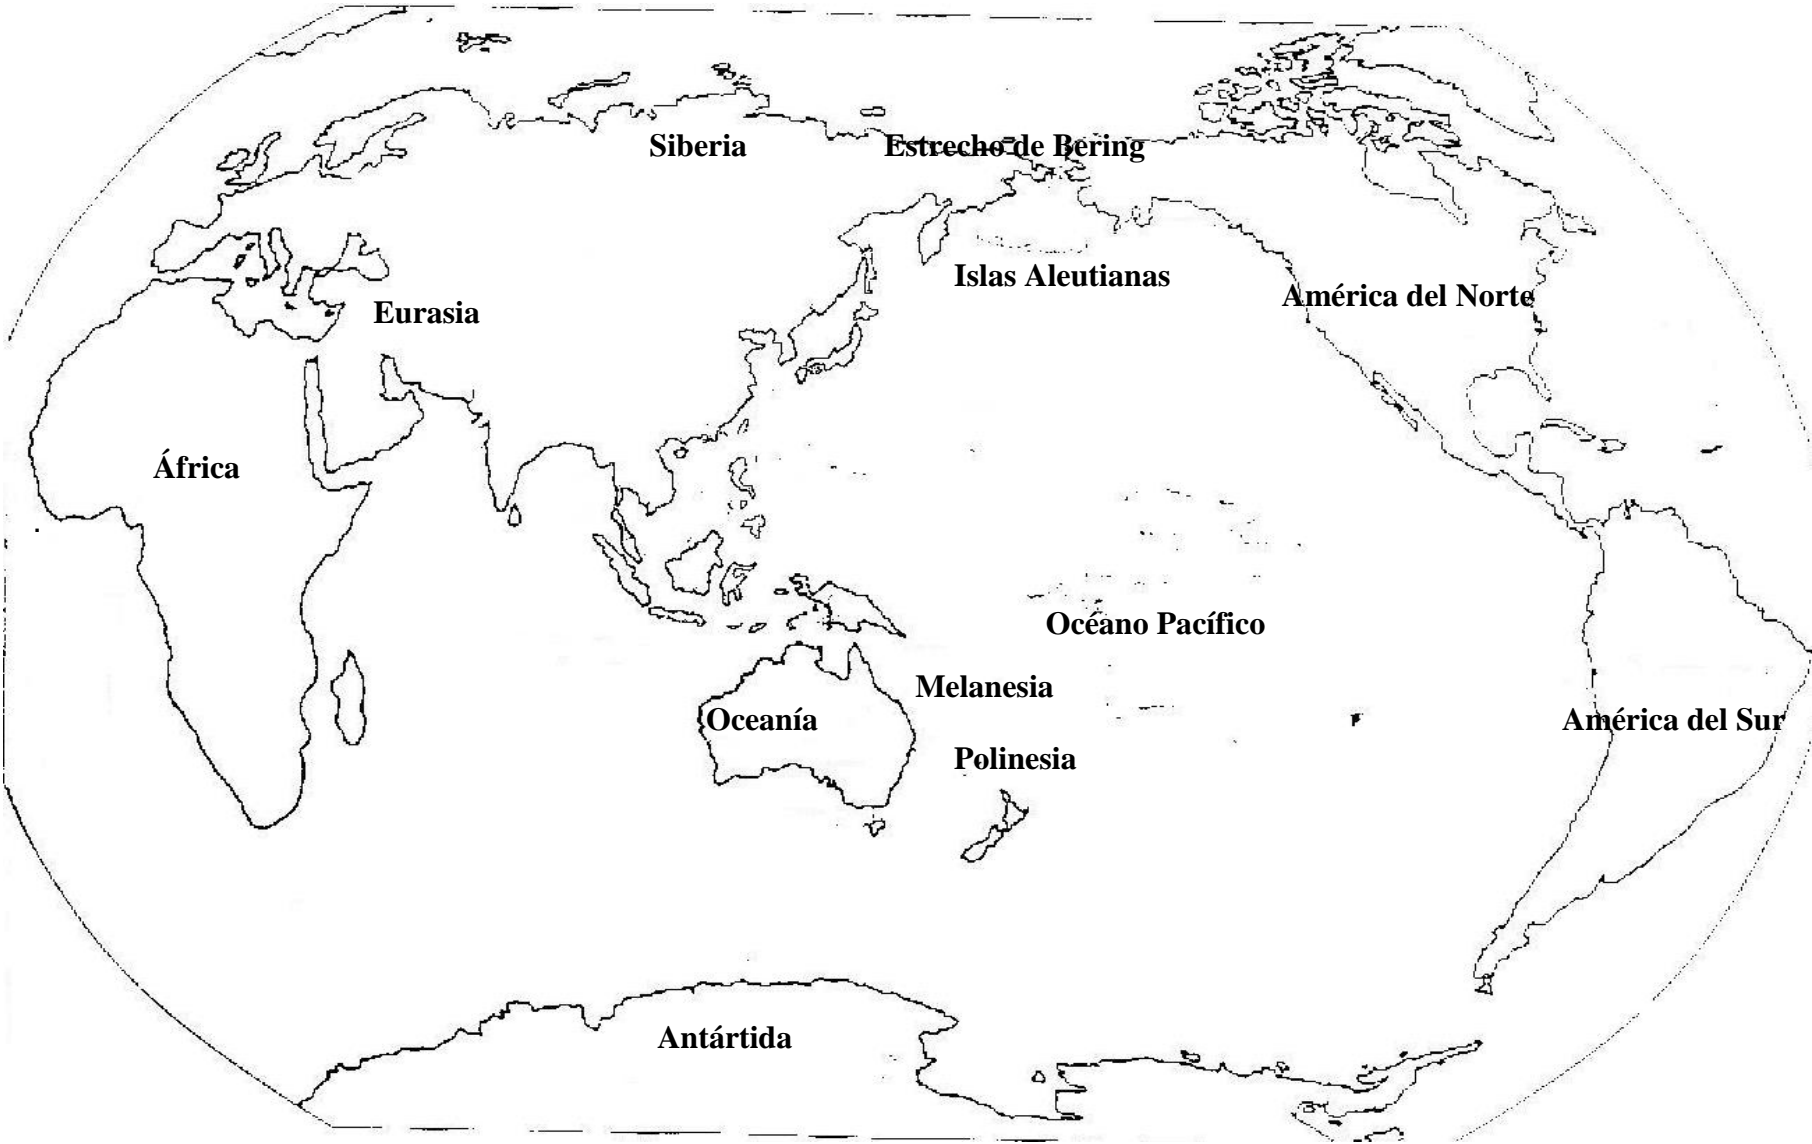 Siberia
Estrecho de Bering
Islas Aleutianas
América del Norte
Eurasia
África
Océano Pacífico
Melanesia
Oceanía
América del Sur
Polinesia
Antártida